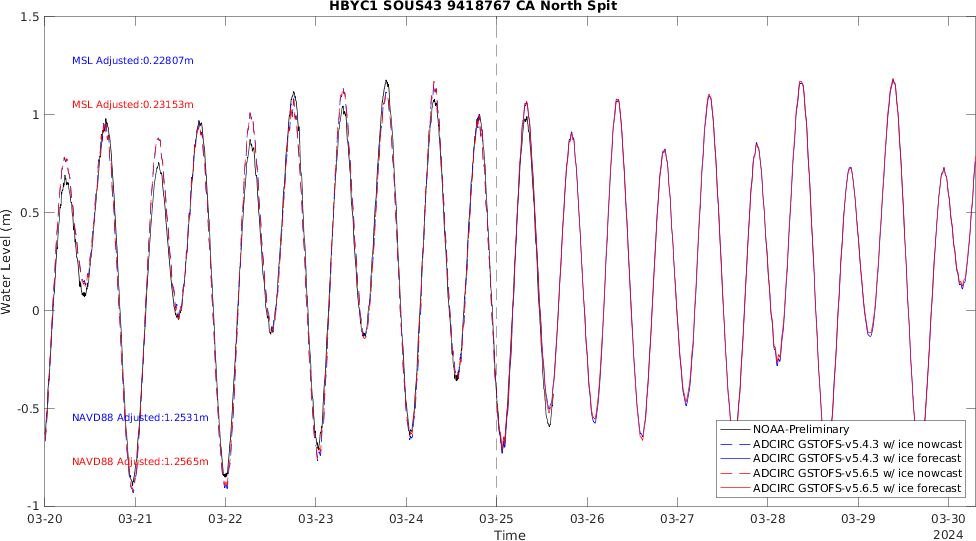 HBYC1 SOUS43 9418767 CA North Spit
1.5
MSL Adjusted:0.22807m
MSL Adjusted:0.23153m
1
0.5
Water Level (m)
0
-0.5
NAVD88 Adjusted:1.2531m
NAVD88 Adjusted:1.2565m
NOAA-Preliminary
ADCIRC GSTOFS-v5.4.3 w/ ice nowcast
ADCIRC GSTOFS-v5.4.3 w/ ice forecast
ADCIRC GSTOFS-v5.6.5 w/ ice nowcast
ADCIRC GSTOFS-v5.6.5 w/ ice forecast
-1
03-20 03-21 03-22 03-23 03-24 03-25 03-26 03-27 03-28 03-29 03-30
Time 2024